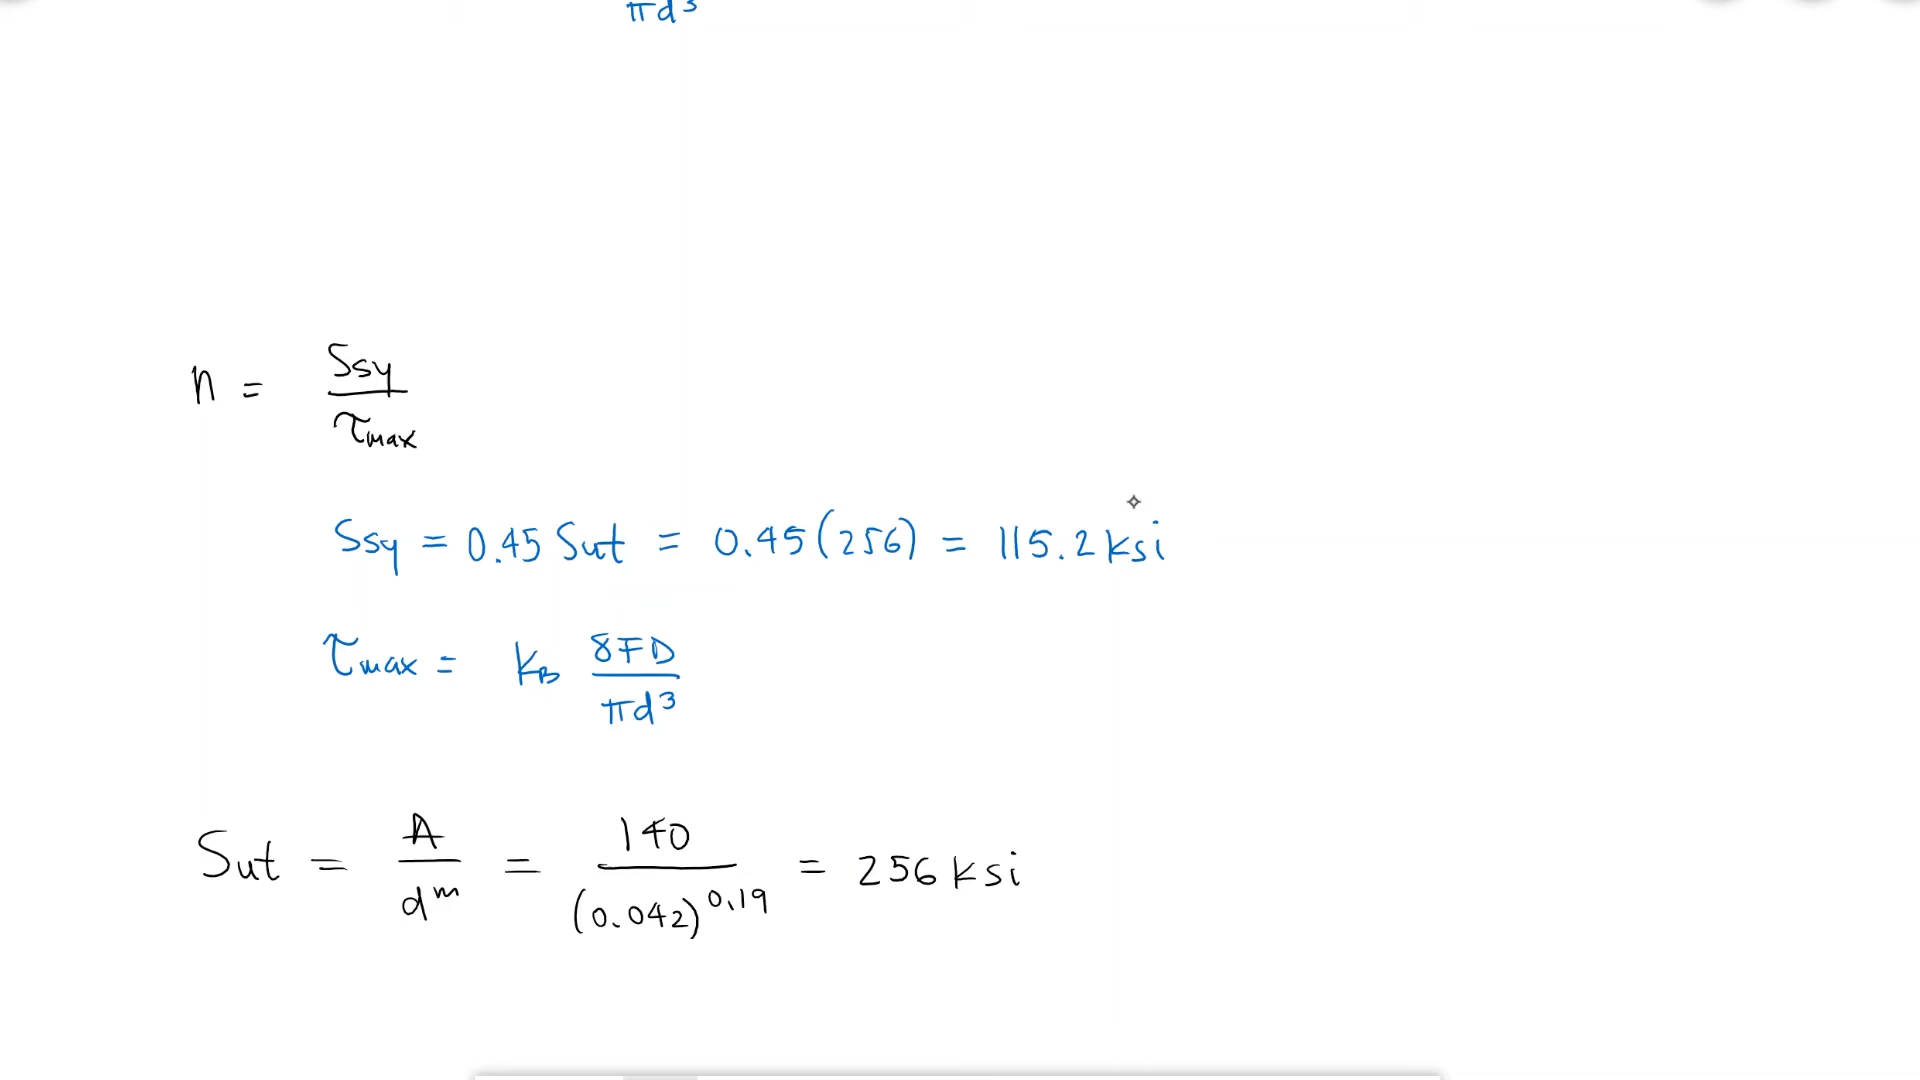 πd³
n = Ssy / τmax
Ssy = 0.45 Sut = 0.45(256) = 115.2 ksi
τmax = KB 8FD / πd³
Sut = A / d^m = 140 / (0.042)^0.19 = 256 ksi